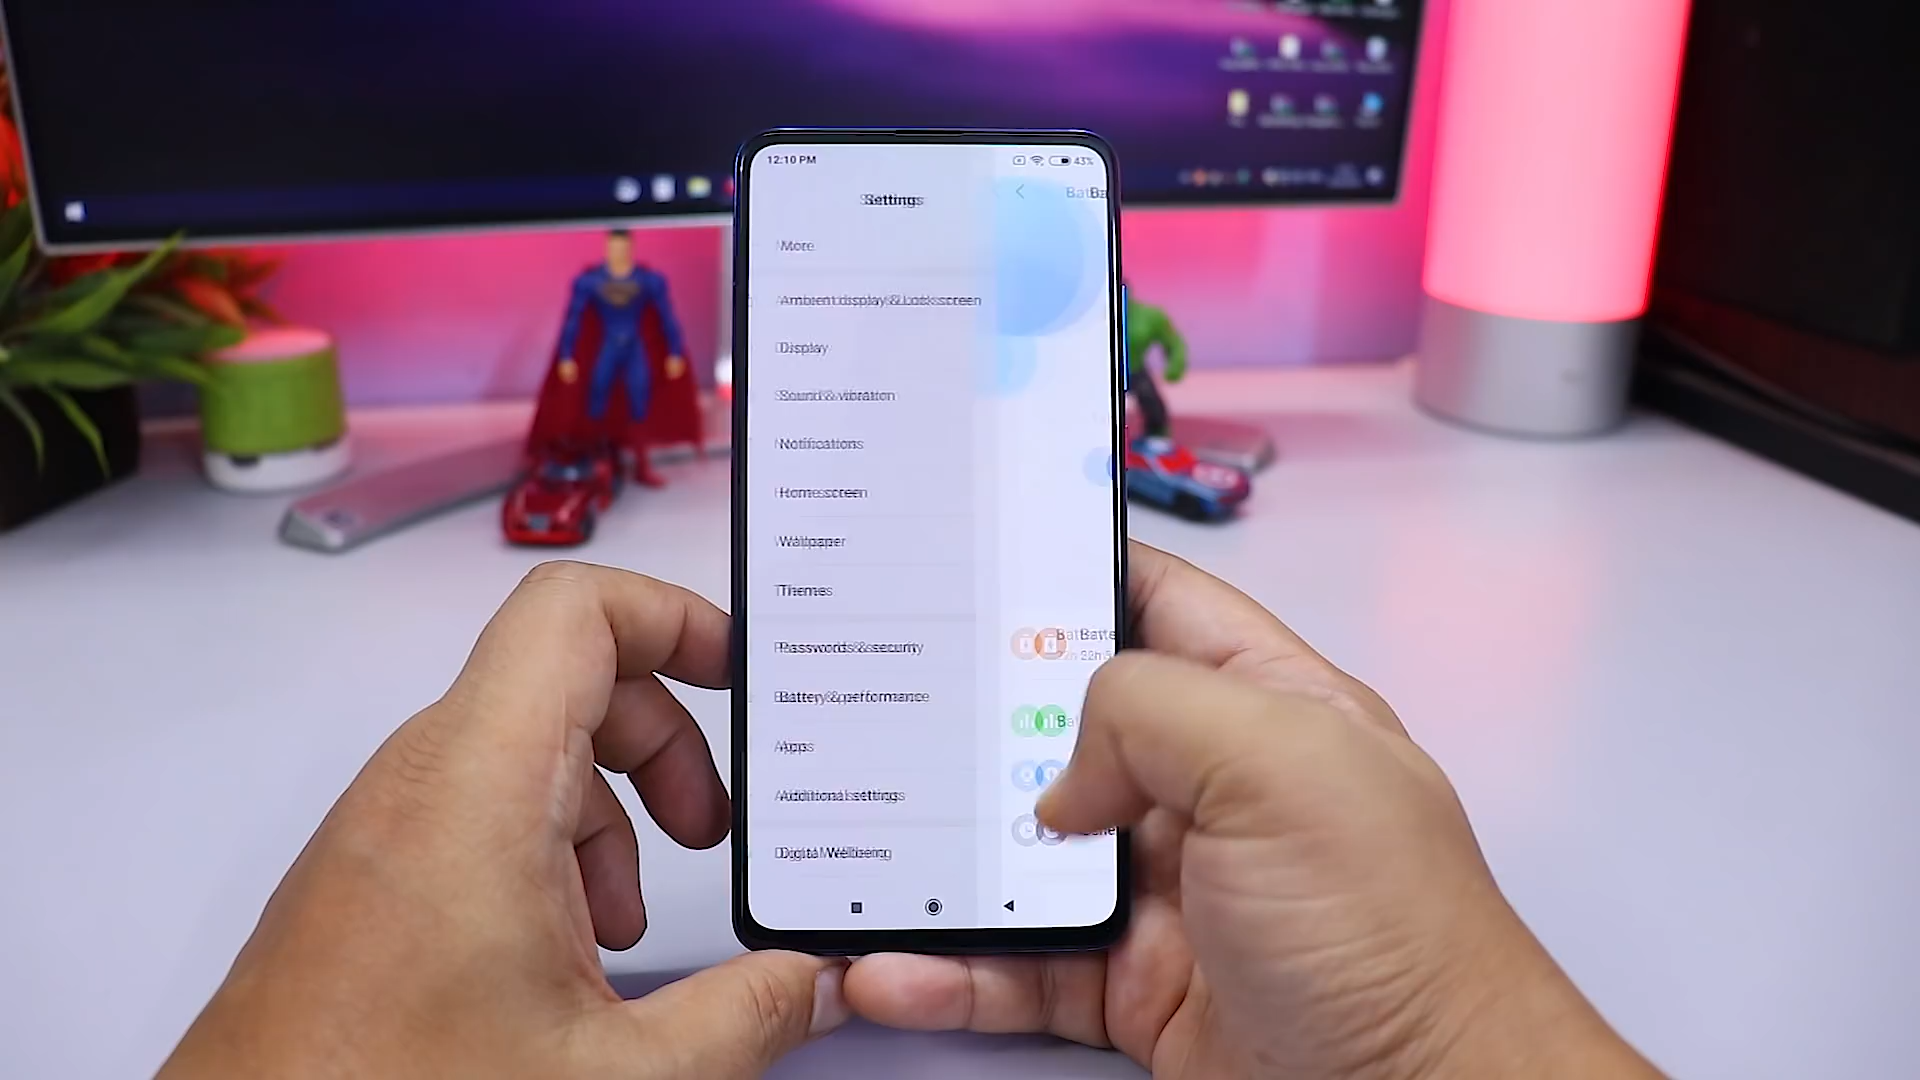 12:10 PM
43%
Settings
More
Ambient display & Lock screen
Display
Sound & vibration
Notifications
Home screen
Wallpaper
Themes
Passwords & security
Battery & performance
Apps
Additional settings
Digital Wellbeing